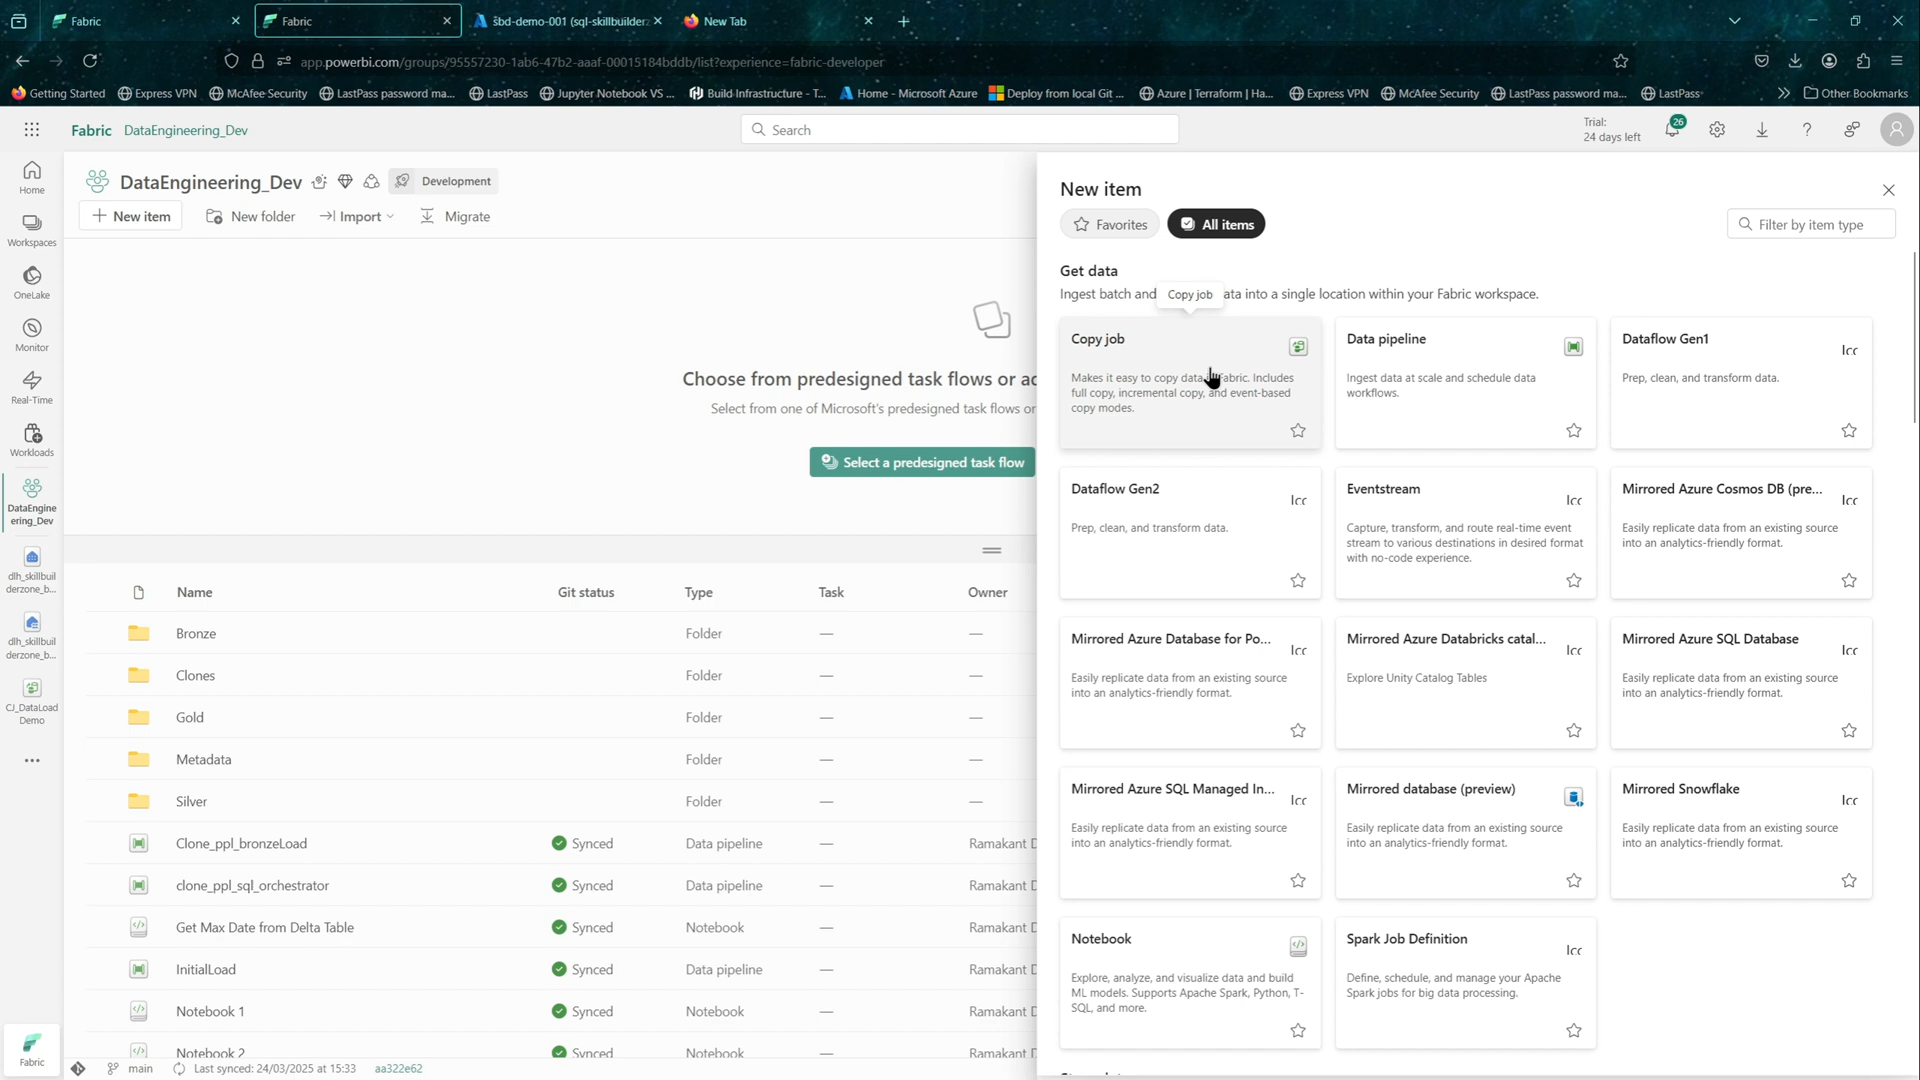 Fabric
Fabric
šbd-demo-001 (sql-skillbuilder
New Tab
app.powerbi.com/groups/95557230-1ab6-47b2-aaaf-00015184bddb/list?experience=fabric-developer
Getting Started
Express VPN
McAfee Security
LastPass password ma...
LastPass
Jupyter Notebook VS ...
Build Infrastructure - T...
Home - Microsoft Azure
Deploy from local Git ...
Azure | Terraform | Ha...
Express VPN
McAfee Security
LastPass password ma...
LastPass
Other Bookmarks
Fabric DataEngineering_Dev
Search
Trial:
24 days left
26
Home
Workspaces
OneLake
Monitor
Real-Time
Workloads
DataEngine
ering_Dev
dlh_skillbui
derzone_b...
dlh_skillbui
derzone_b...
CJ_DataLoad
Demo
Fabric
DataEngineering_Dev
Development
New item
New folder
Import
Migrate
Choose from predesigned task flows or ad
Select from one of Microsoft's predesigned task flows or
Select a predesigned task flow
Name Git status Type Task Owner
Bronze Folder — —
Clones Folder — —
Gold Folder — —
Metadata Folder — —
Silver Folder — —
Clone_ppl_bronzeLoad Synced Data pipeline — Ramakant D
clone_ppl_sql_orchestrator Synced Data pipeline — Ramakant D
Get Max Date from Delta Table Synced Notebook — Ramakant D
InitialLoad Synced Data pipeline — Ramakant D
Notebook 1 Synced Notebook — Ramakant D
Notebook 2 Synced Notebook — Ramakant D
main
Last synced: 24/03/2025 at 15:33
aa322e62
New item
Favorites
All items
Filter by item type
Get data
Ingest batch and ata into a single location within your Fabric workspace.
Copy job
Copy job
Makes it easy to copy data Fabric. Includes
full copy, incremental copy, and event-based
copy modes.
Data pipeline
Ingest data at scale and schedule data
workflows.
Dataflow Gen1
Icc
Prep, clean, and transform data.
Dataflow Gen2
Icc
Prep, clean, and transform data.
Eventstream
Icc
Capture, transform, and route real-time event
stream to various destinations in desired format
with no-code experience.
Mirrored Azure Cosmos DB (pre...
Icc
Easily replicate data from an existing source
into an analytics-friendly format.
Mirrored Azure Database for Po...
Icc
Easily replicate data from an existing source
into an analytics-friendly format.
Mirrored Azure Databricks catal...
Icc
Explore Unity Catalog Tables
Mirrored Azure SQL Database
Icc
Easily replicate data from an existing source
into an analytics-friendly format.
Mirrored Azure SQL Managed In...
Icc
Easily replicate data from an existing source
into an analytics-friendly format.
Mirrored database (preview)
Easily replicate data from an existing source
into an analytics-friendly format.
Mirrored Snowflake
Icc
Easily replicate data from an existing source
into an analytics-friendly format.
Notebook
Explore, analyze, and visualize data and build
ML models. Supports Apache Spark, Python, T-
SQL, and more.
Spark Job Definition
Icc
Define, schedule, and manage your Apache
Spark jobs for big data processing.